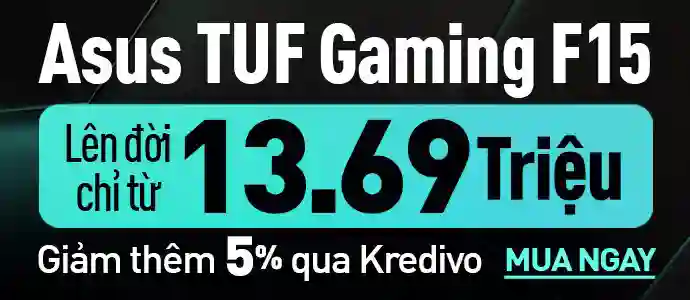 Asus TUF Gaming F15
Lên đời
chỉ từ
13.69 Triệu
Giảm thêm 5% qua Kredivo MUA NGAY